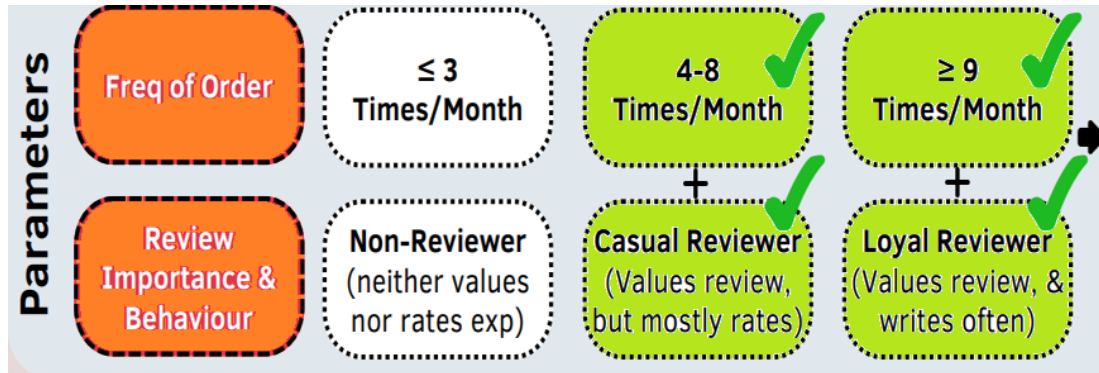 Parameters
Freq of Order
≤ 3
Times/Month
4-8
Times/Month
≥ 9
Times/Month
+
+
Review
Importance &
Behaviour
Non-Reviewer
(neither values
nor rates exp)
Casual Reviewer
(Values review,
but mostly rates)
Loyal Reviewer
(Values review, &
writes often)